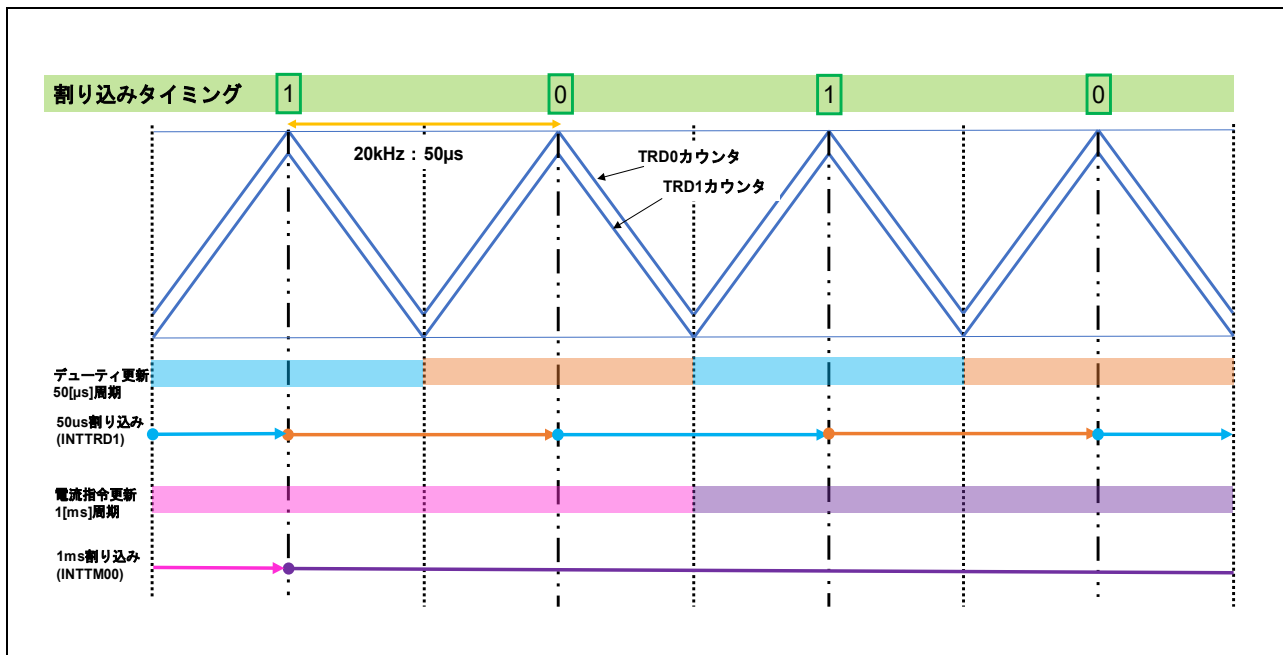 割り込みタイミング
1
0
1
0
20kHz：50µs
TRD0カウンタ
TRD1カウンタ
デューティ更新
50[µs]周期
50us割り込み
(INTTRD1)
電流指令更新
1[ms]周期
1ms割り込み
(INTTM00)